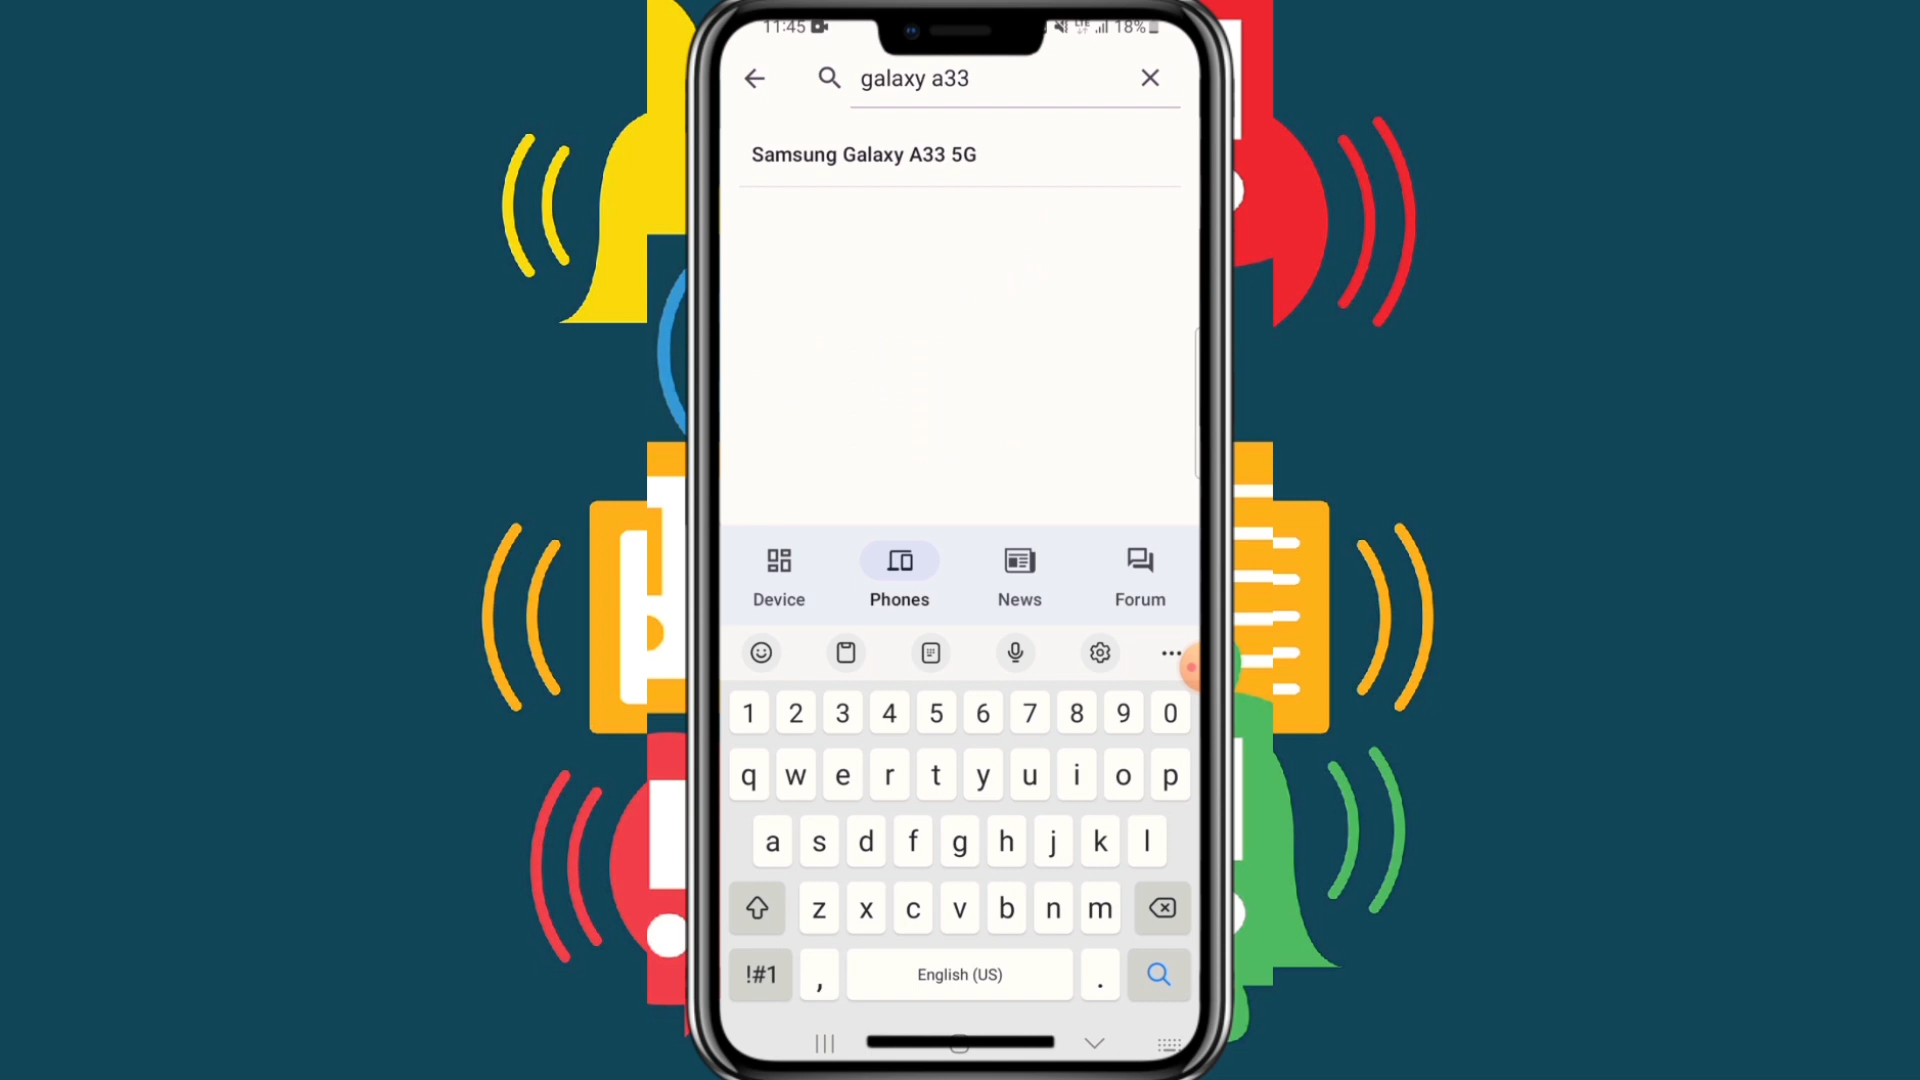 11:45 LTE 18%
galaxy a33
Samsung Galaxy A33 5G
Device Phones News Forum
1 2 3 4 5 6 7 8 9 0
q w e r t y u i o p
a s d f g h j k l
z x c v b n m
!#1 , English (US) .